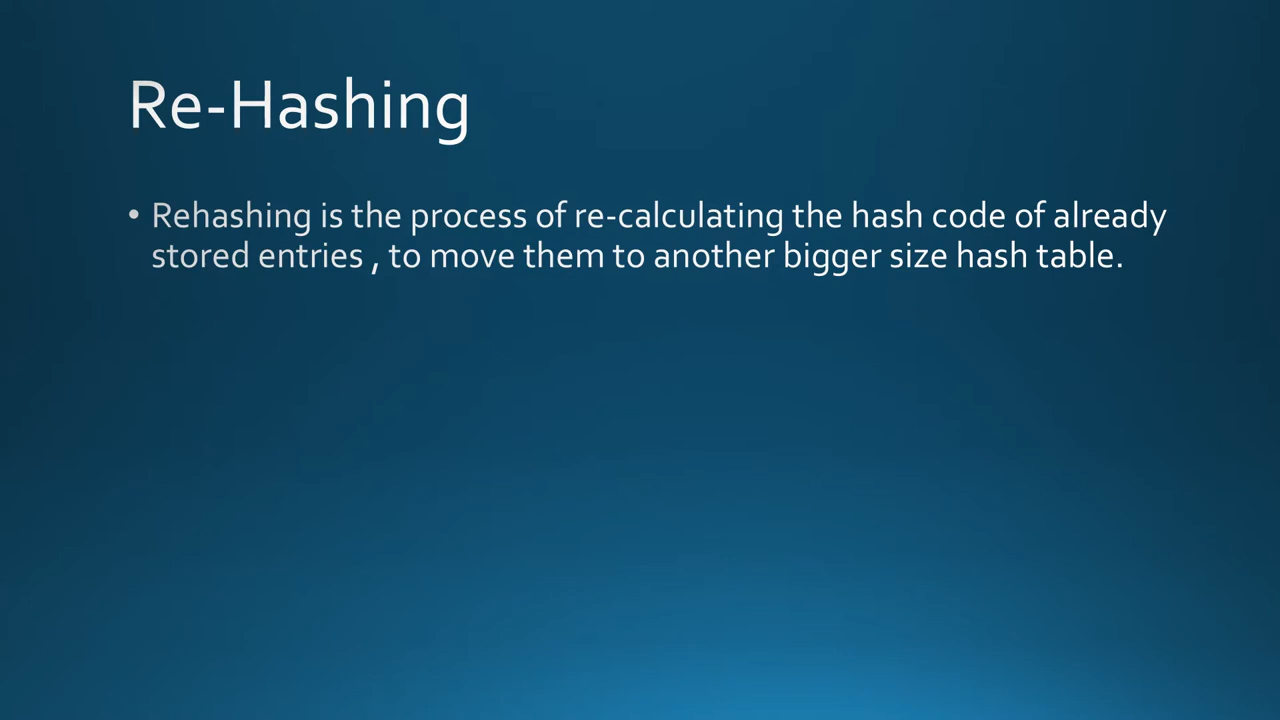 Re-Hashing
• Rehashing is the process of re-calculating the hash code of already
stored entries , to move them to another bigger size hash table.